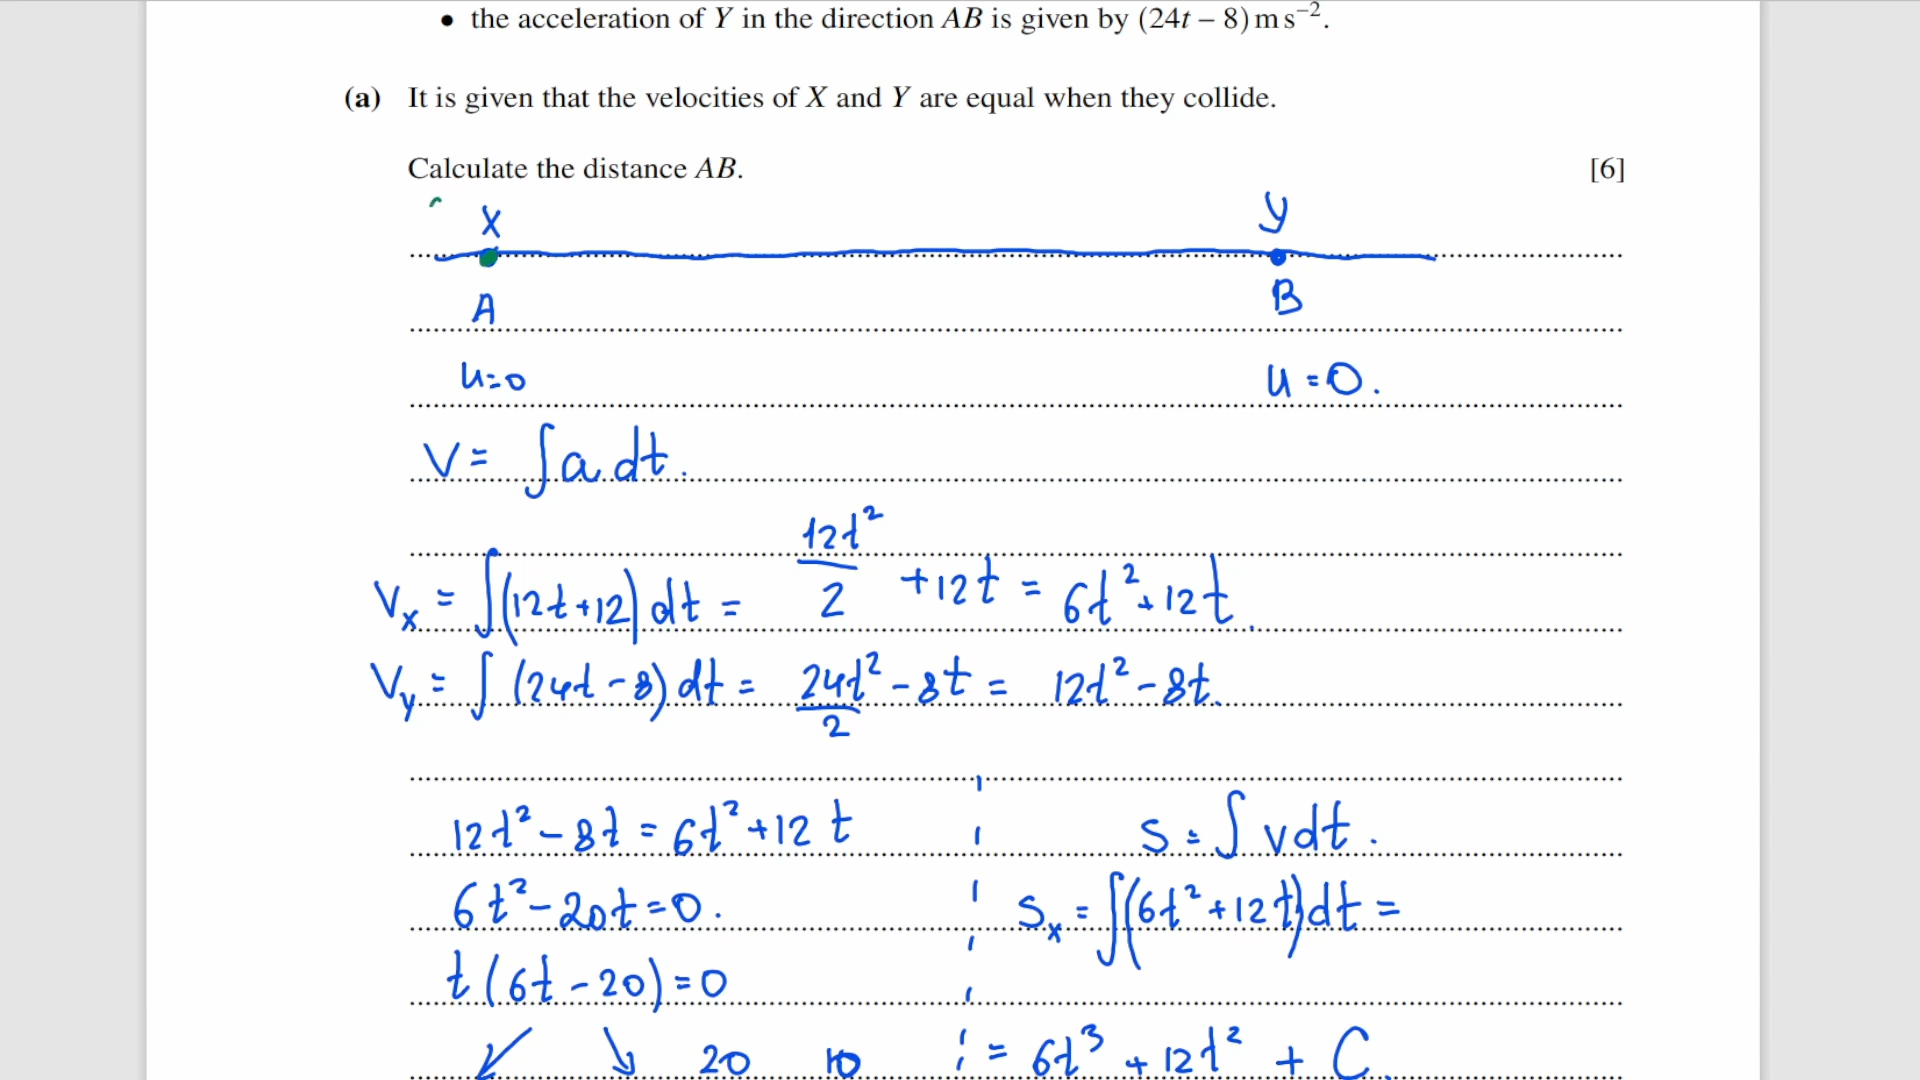 • the acceleration of Y in the direction AB is given by (24t – 8) m s⁻².
(a) It is given that the velocities of X and Y are equal when they collide.
Calculate the distance AB. [6]
X y
A B
u=0 u=0.
V= ∫a dt.
Vx = ∫(12t+12) dt = 12t²/2 +12t = 6t²+12t.
Vy = ∫(24t-8) dt = 24t²/2 -8t = 12t²-8t.
12t²-8t = 6t²+12t S = ∫vdt.
6t²-20t=0. Sx = ∫(6t²+12t)dt =
t(6t-20)=0
↙ ↘ 20 10 = 6t³ + 12t² + C.